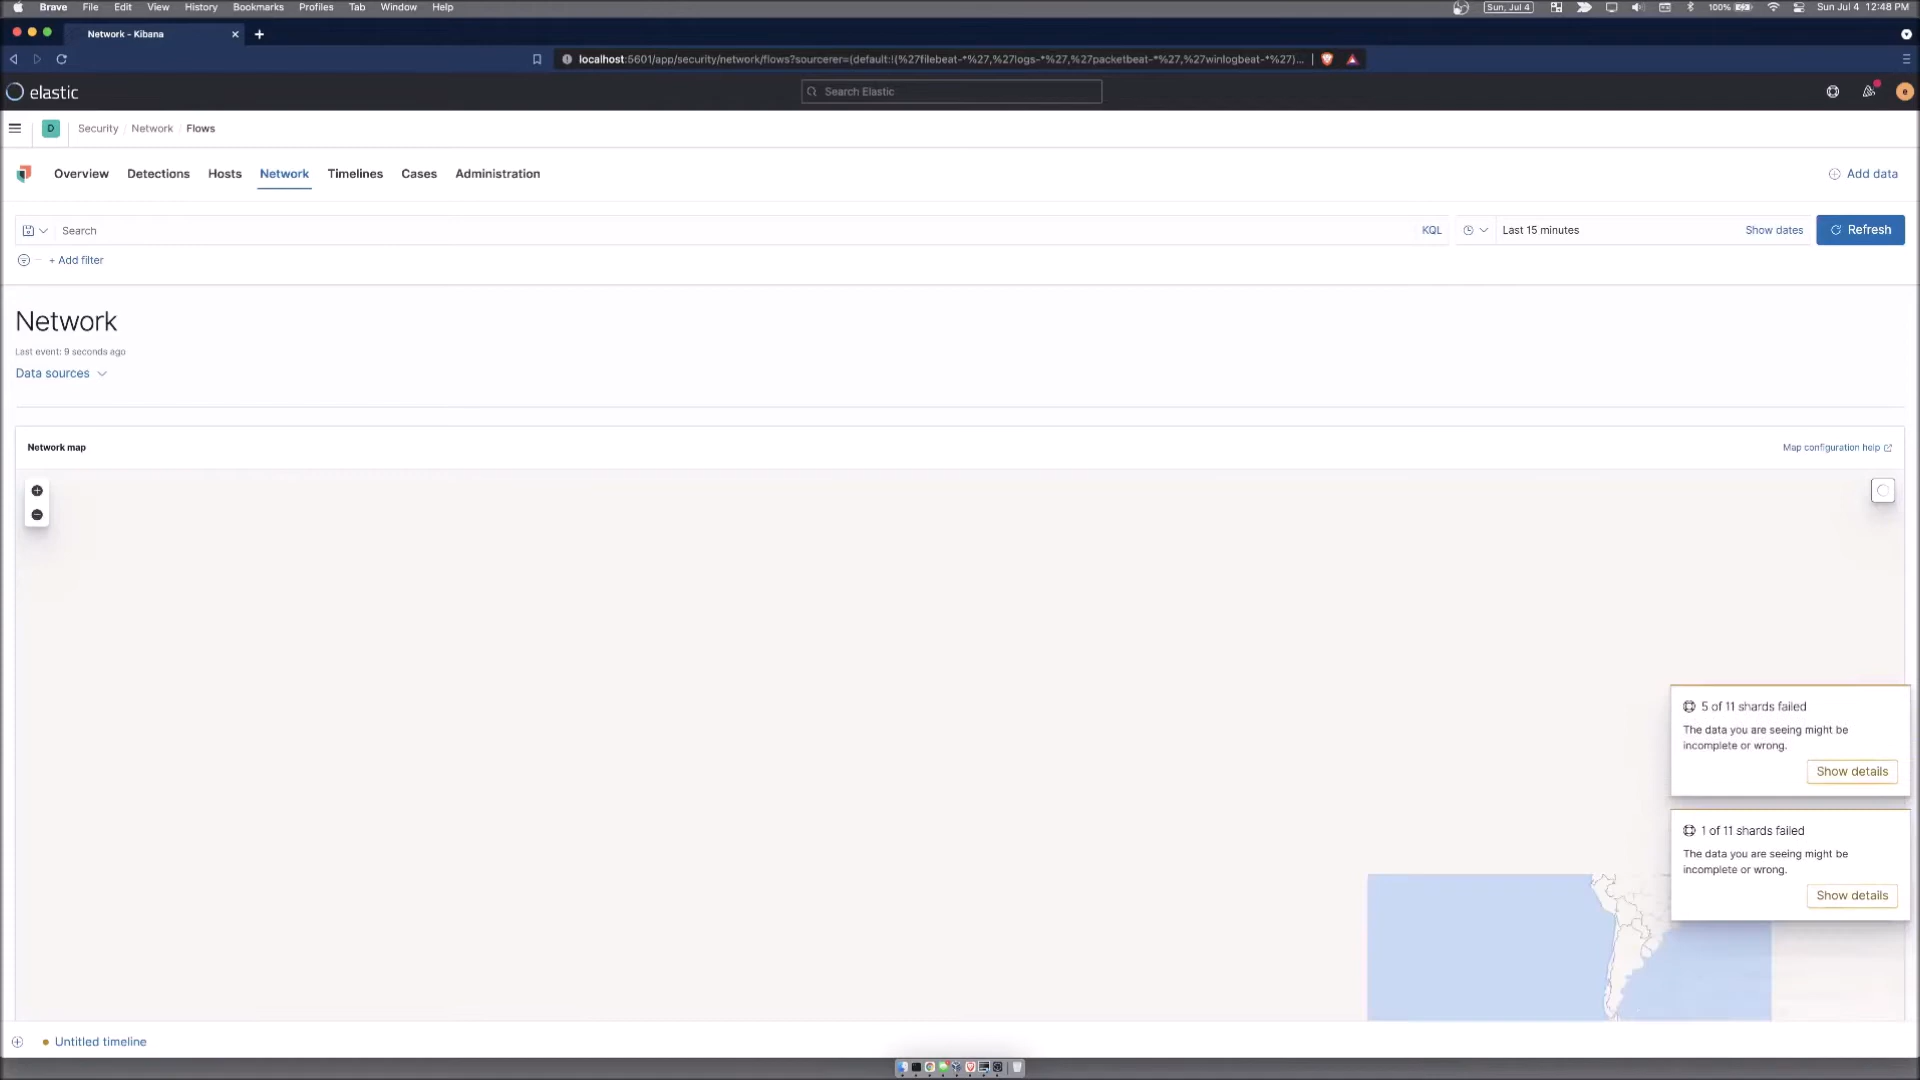 Brave File Edit View History Bookmarks Profiles Tab Window Help
Sun, Jul 4
100%
Sun Jul 4 12:48 PM
Network - Kibana
localhost:5601/app/security/network/flows?sourcerer=(default:!(%27filebeat-*%27,%27logs-*%27,%27packetbeat-*%27,%27winlogbeat-*%27)...
elastic
Search Elastic
e
D
Security / Network / Flows
Overview Detections Hosts Network Timelines Cases Administration
Add data
Search
KQL
Last 15 minutes
Show dates
Refresh
+ Add filter
Network
Last event: 9 seconds ago
Data sources
Network map
Map configuration help
5 of 11 shards failed
The data you are seeing might be
incomplete or wrong.
Show details
1 of 11 shards failed
The data you are seeing might be
incomplete or wrong.
Show details
Untitled timeline